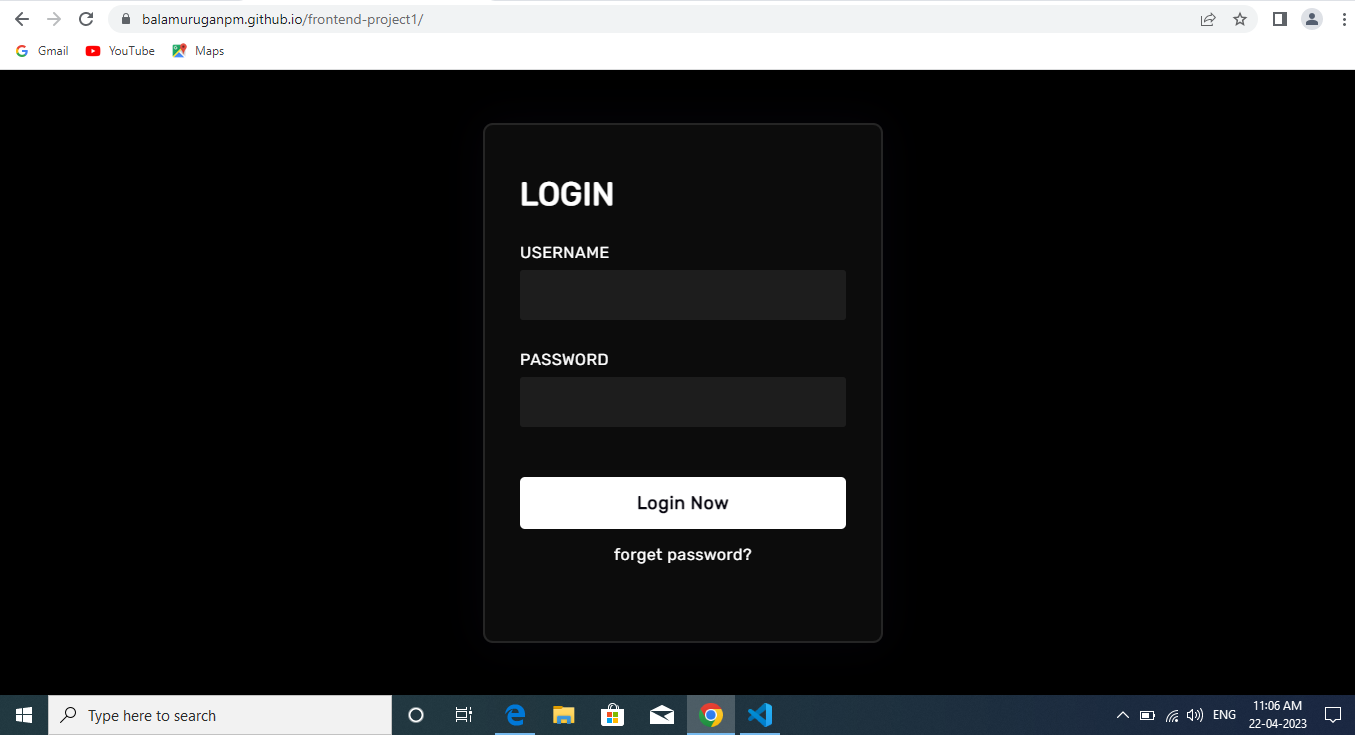 balamuruganpm.github.io/frontend-project1/
Gmail YouTube Maps
LOGIN
USERNAME
PASSWORD
Login Now
forget password?
Type here to search
ENG
11:06 AM
22-04-2023